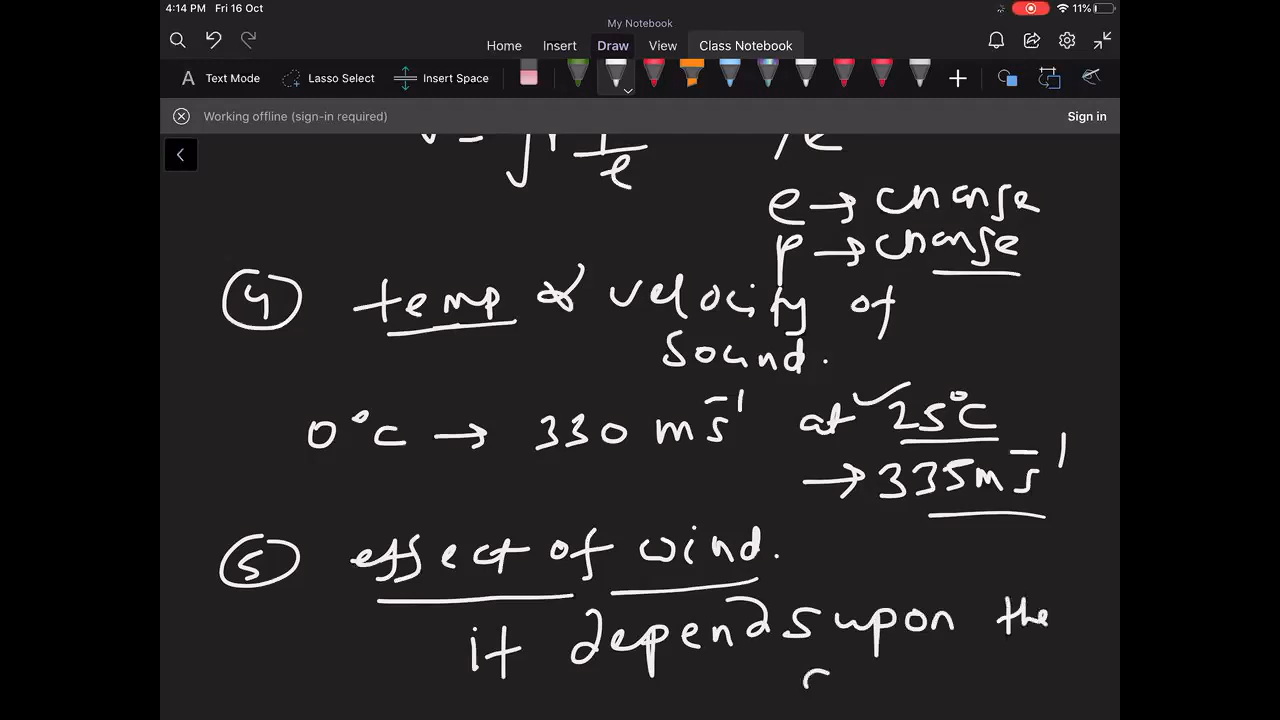 4:14 PM Fri 16 Oct
11%
My Notebook
Home Insert Draw View Class Notebook
Text Mode Lasso Select Insert Space
Working offline (sign-in required) Sign in
e → change
P → change
④ temp ∝ velocity of
sound.
0°C → 330 ms⁻¹ at ✓25°C
→ 335 ms⁻¹
⑤ effect of wind.
it depends upon the